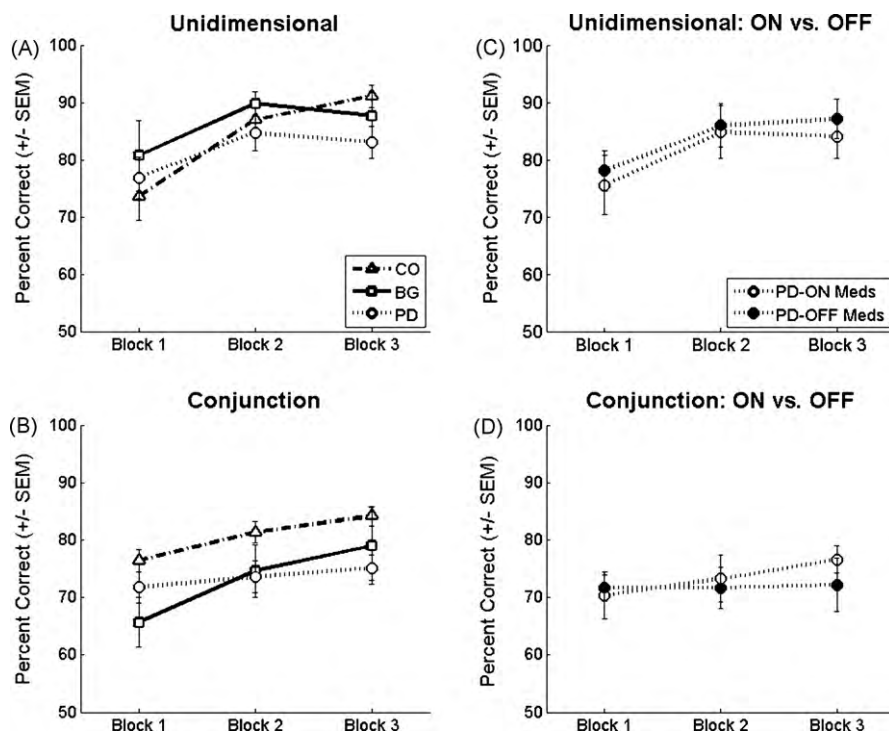 (A) Unidimensional
Percent Correct (+/- SEM)
100
90
80
70
60
50
CO
BG
PD
Block 1 Block 2 Block 3
(C) Unidimensional: ON vs. OFF
Percent Correct (+/- SEM)
100
90
80
70
60
50
PD-ON Meds
PD-OFF Meds
Block 1 Block 2 Block 3
(B) Conjunction
Percent Correct (+/- SEM)
100
90
80
70
60
50
Block 1 Block 2 Block 3
(D) Conjunction: ON vs. OFF
Percent Correct (+/- SEM)
100
90
80
70
60
50
Block 1 Block 2 Block 3